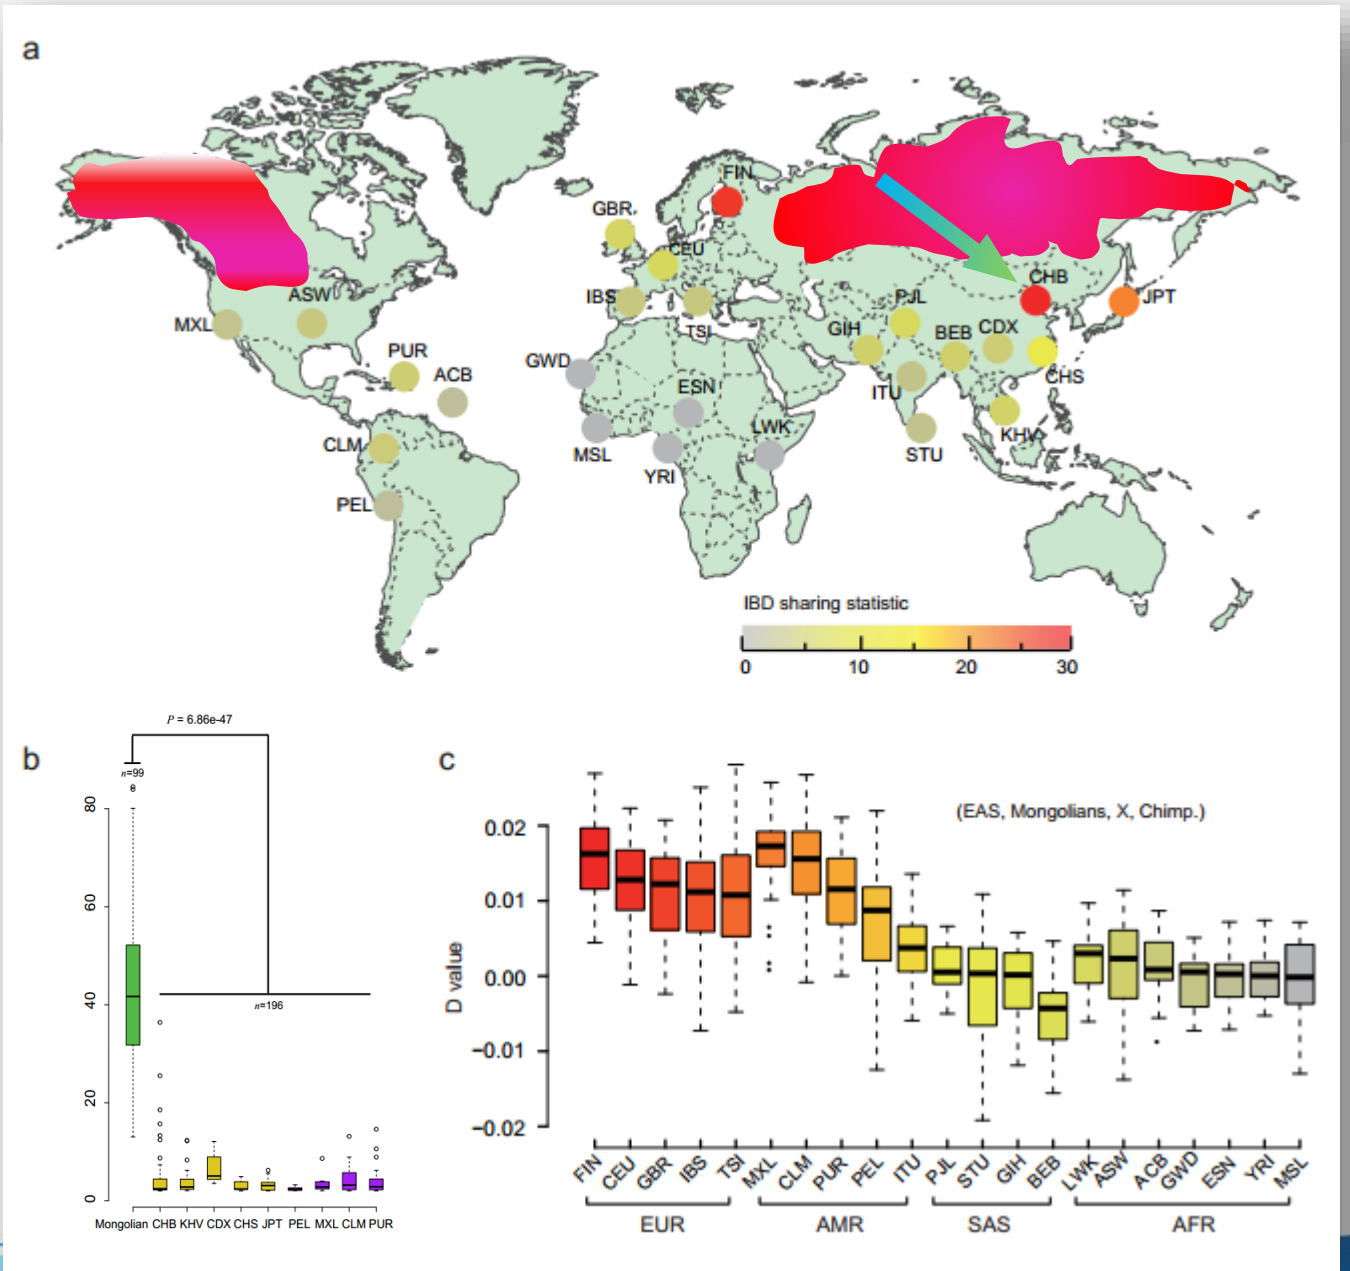 a
FIN
GBR
CEU
IBS
TSI
ASW
MXL
PUR
ACB
CLM
PEL
GWD
ESN
LWK
MSL
YRI
CHB
JPT
PJL
GIH
BEB
CDX
CHS
ITU
KHV
STU
IBD sharing statistic
0 10 20 30
b
P = 6.86e-47
n=99
80
60
40
20
0
n=196
Mongolian CHB KHV CDX CHS JPT PEL MXL CLM PUR
c
(EAS, Mongolians, X, Chimp.)
D value
0.02
0.01
0.00
−0.01
−0.02
FIN CEU GBR IBS TSI MXL CLM PUR PEL ITU PJL STU GIH BEB LWK ASW ACB GWD ESN YRI MSL
EUR AMR SAS AFR